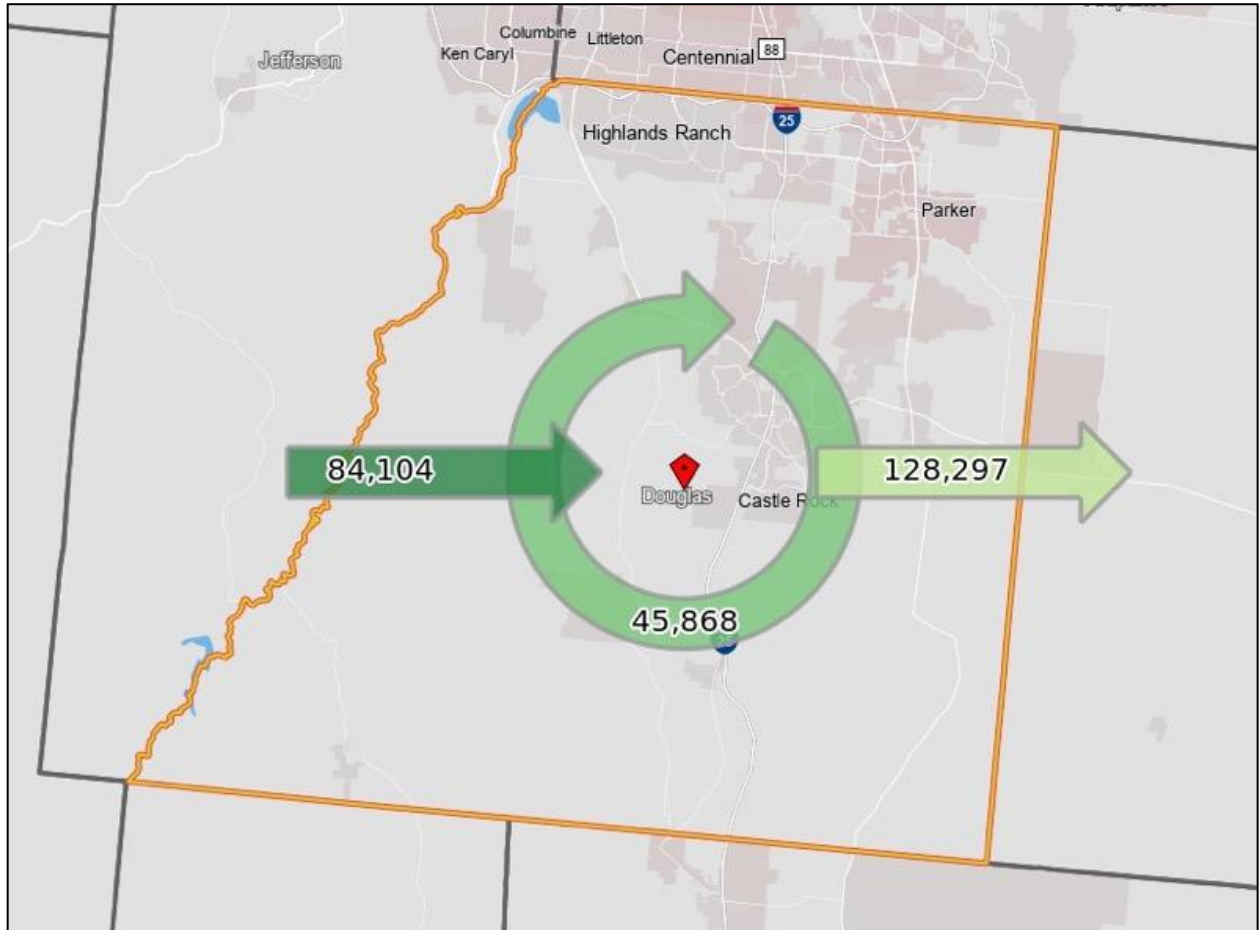 Columbine
Littleton
Ken Caryl
Centennial
88
Jefferson
25
Highlands Ranch
Parker
84,104
128,297
Douglas
Castle Rock
45,868
25